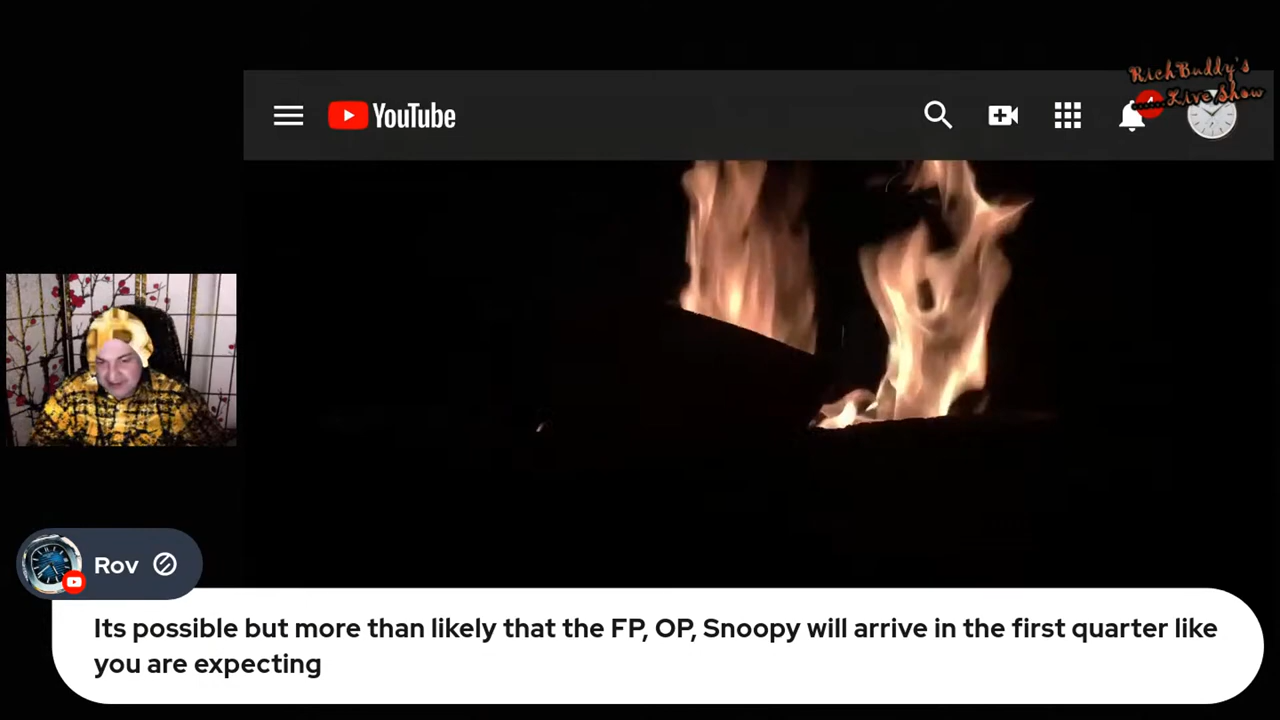 RichBuddy's
YouTube
......Live Show
Rov
Its possible but more than likely that the FP, OP, Snoopy will arrive in the first quarter like
you are expecting